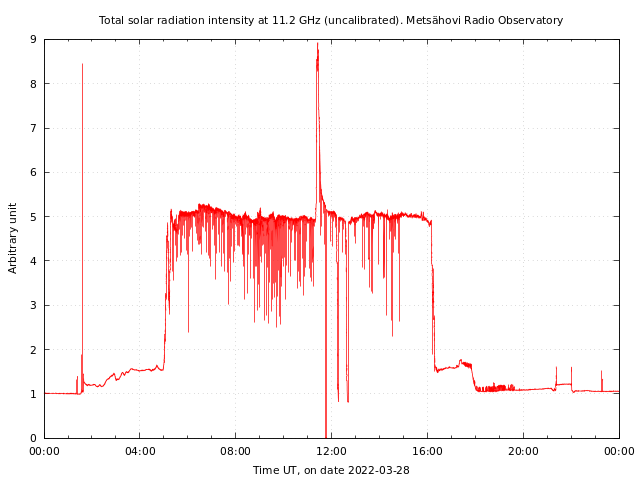 Total solar radiation intensity at 11.2 GHz (uncalibrated). Metsähovi Radio Observatory
9
8
7
6
5
4
3
2
1
0
Arbitrary unit
00:00 04:00 08:00 12:00 16:00 20:00 00:00
Time UT, on date 2022-03-28